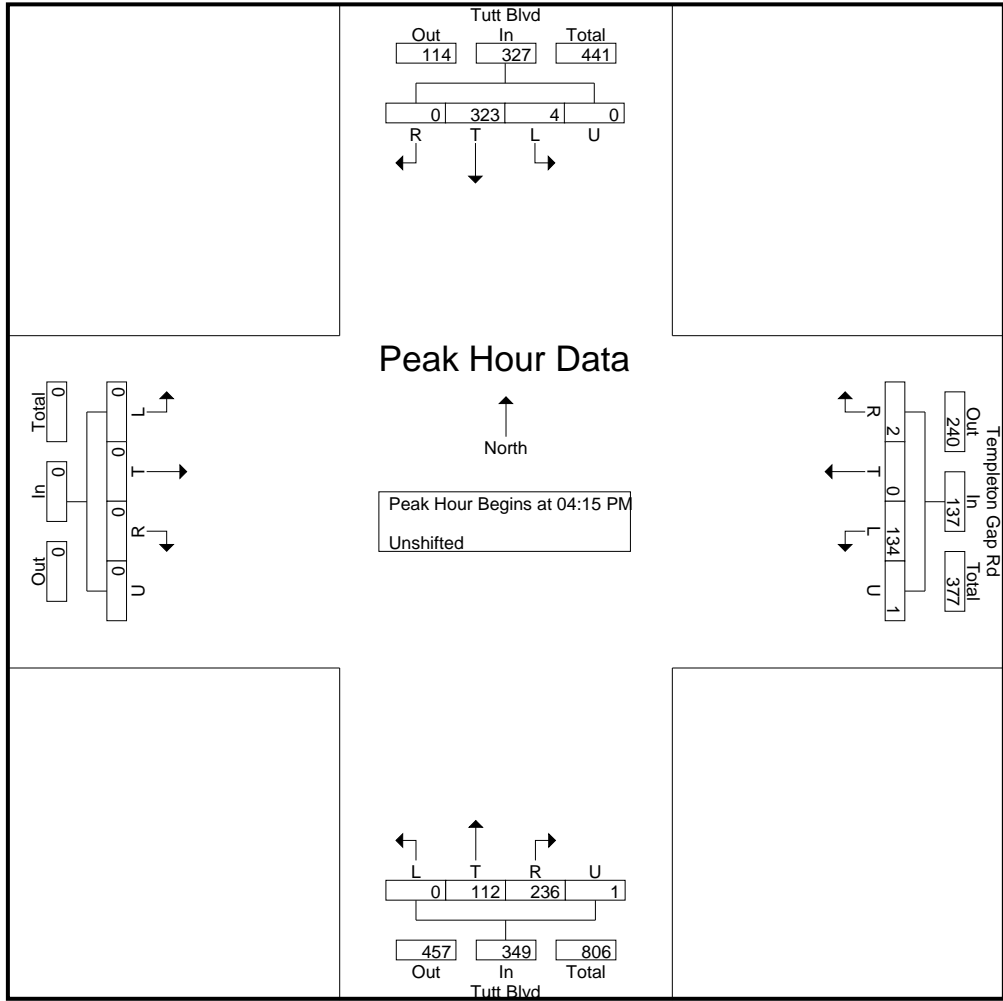 Tutt Blvd
Out In Total
114 327 441
0 323 4 0
R T L U
Peak Hour Data
North
Peak Hour Begins at 04:15 PM
Unshifted
Total In Out
0 0 0
0 0 0 0
L T R U
Templeton Gap Rd
Out In Total
240 137 377
2 0 134 1
R T L U
L T R U
0 112 236 1
457 349 806
Out In Total
Tutt Blvd